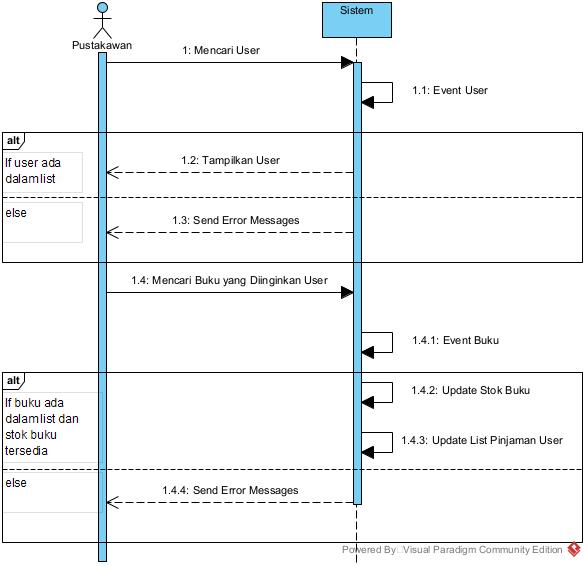 Sistem
Pustakawan
1: Mencari User
1.1: Event User
alt
If user ada
dalamlist
1.2: Tampilkan User
else
1.3: Send Error Messages
1.4: Mencari Buku yang Diinginkan User
1.4.1: Event Buku
alt
If buku ada
dalamlist dan
stok buku
tersedia
1.4.2: Update Stok Buku
1.4.3: Update List Pinjaman User
else
1.4.4: Send Error Messages
Powered By Visual Paradigm Community Edition